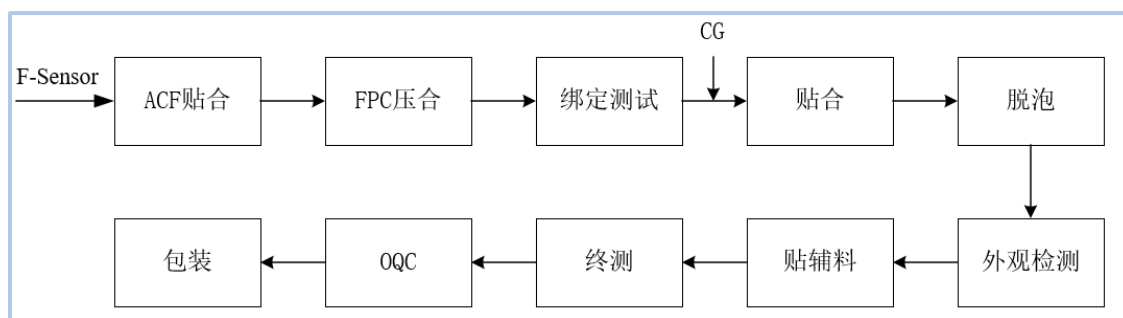 CG
F-Sensor
ACF贴合
FPC压合
绑定测试
贴合
脱泡
包装
OQC
终测
贴辅料
外观检测